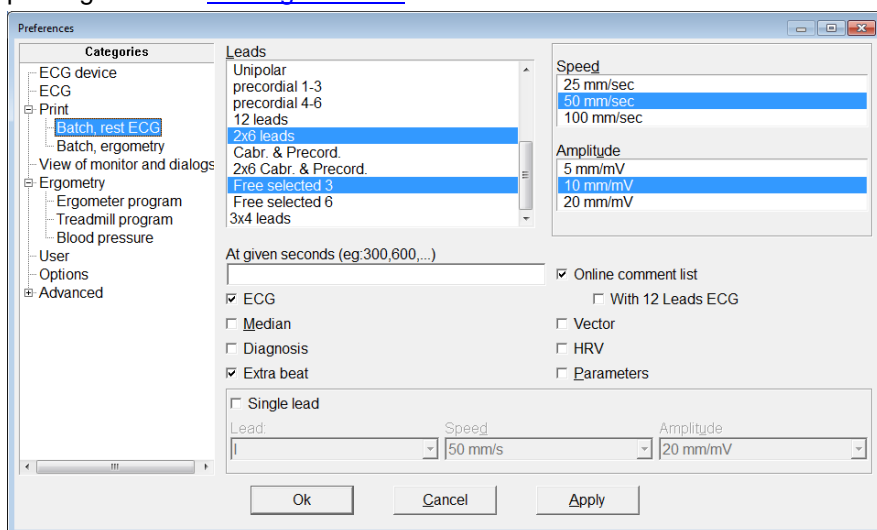 Preferences
Categories
ECG device
ECG
Print
Batch, rest ECG
Batch, ergometry
View of monitor and dialogs
Ergometry
Ergometer program
Treadmill program
Blood pressure
User
Options
Advanced
Leads
Unipolar
precordial 1-3
precordial 4-6
12 leads
2x6 leads
Cabr. & Precord.
2x6 Cabr. & Precord.
Free selected 3
Free selected 6
3x4 leads
Speed
25 mm/sec
50 mm/sec
100 mm/sec
Amplitude
5 mm/mV
10 mm/mV
20 mm/mV
At given seconds (eg:300,600,...)
Online comment list
ECG
With 12 Leads ECG
Median
Vector
Diagnosis
HRV
Extra beat
Parameters
Single lead
Lead: Speed Amplitude
I 50 mm/s 20 mm/mV
Ok Cancel Apply